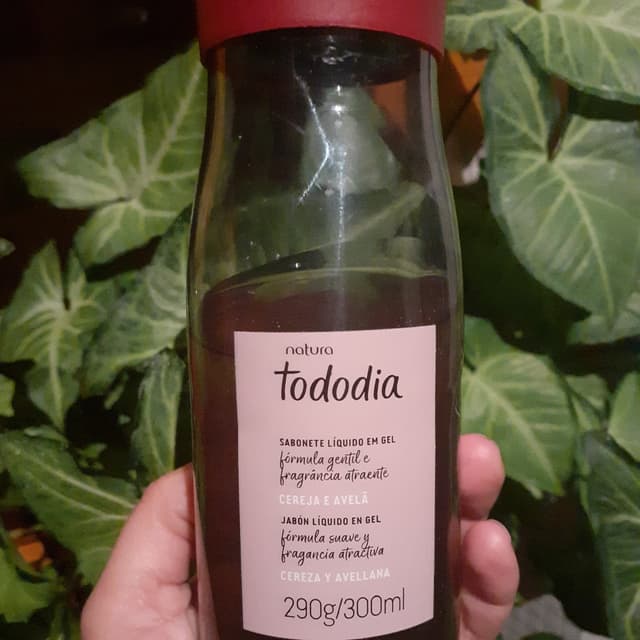 natura
tododia
SABONETE LÍQUIDO EM GEL
fórmula gentil e
fragrância atraente
CEREJA E AVELÃ
JABÓN LÍQUIDO EN GEL
fórmula suave y
fragancia atractiva
CEREZA Y AVELLANA
290g/300ml